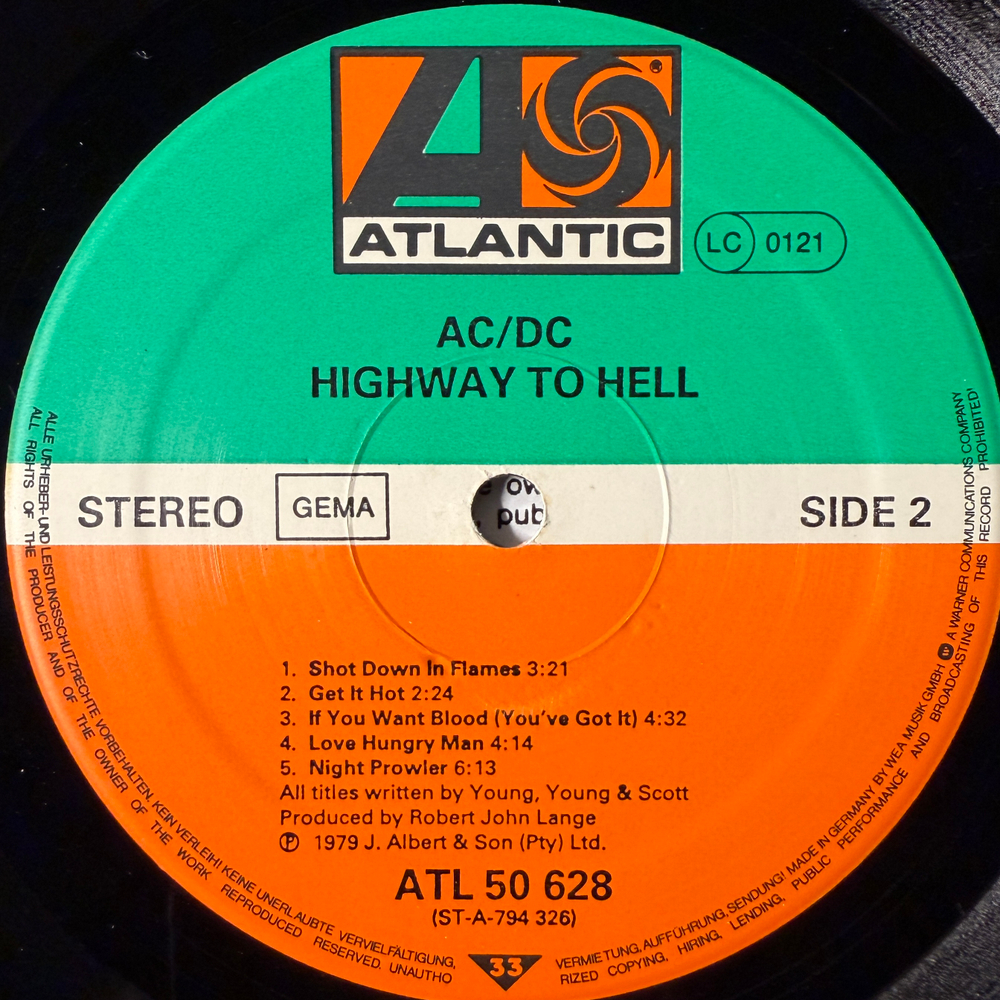 ATLANTIC
LC 0121
AC/DC
HIGHWAY TO HELL
STEREO
GEMA
SIDE 2
ow
, pub
1. Shot Down In Flames 3:21
2. Get It Hot 2:24
3. If You Want Blood (You've Got It) 4:32
4. Love Hungry Man 4:14
5. Night Prowler 6:13
All titles written by Young, Young & Scott
Produced by Robert John Lange
Ⓟ 1979 J. Albert & Son (Pty) Ltd.
ATL 50 628
(ST-A-794 326)
33
ALLE URHEBER- UND LEISTUNGSSCHUTZRECHTE VORBEHALTEN. KEIN VERLEIH! KEINE UNERLAUBTE VERVIELFÄLTIGUNG, VERMIETUNG, AUFFÜHRUNG, SENDUNG! MADE IN GERMANY BY WEA MUSIK GMBH A WARNER COMMUNICATIONS COMPANY
ALL RIGHTS OF THE PRODUCER AND OF THE OWNER OF THE WORK REPRODUCED RESERVED. UNAUTHORIZED COPYING, HIRING, LENDING, PUBLIC PERFORMANCE AND BROADCASTING OF THIS RECORD PROHIBITED!